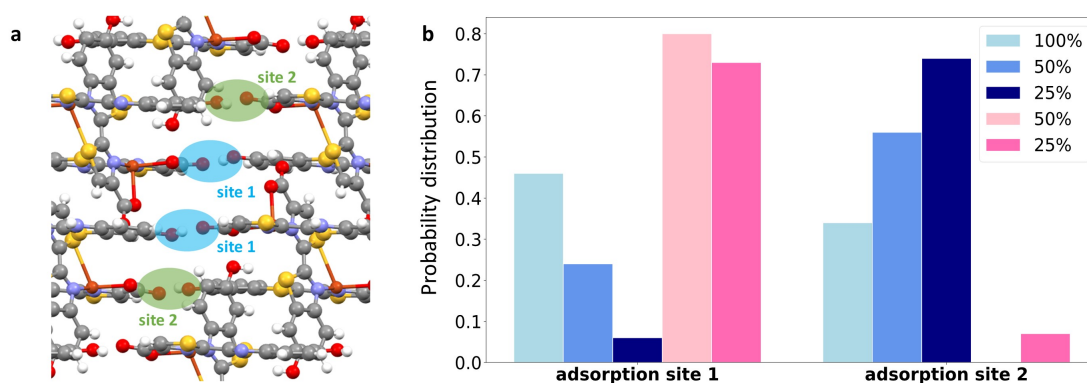 a
site 2
site 1
site 1
site 2
b
Probability distribution
0.8
0.7
0.6
0.5
0.4
0.3
0.2
0.1
0.0
100%
50%
25%
50%
25%
adsorption site 1
adsorption site 2